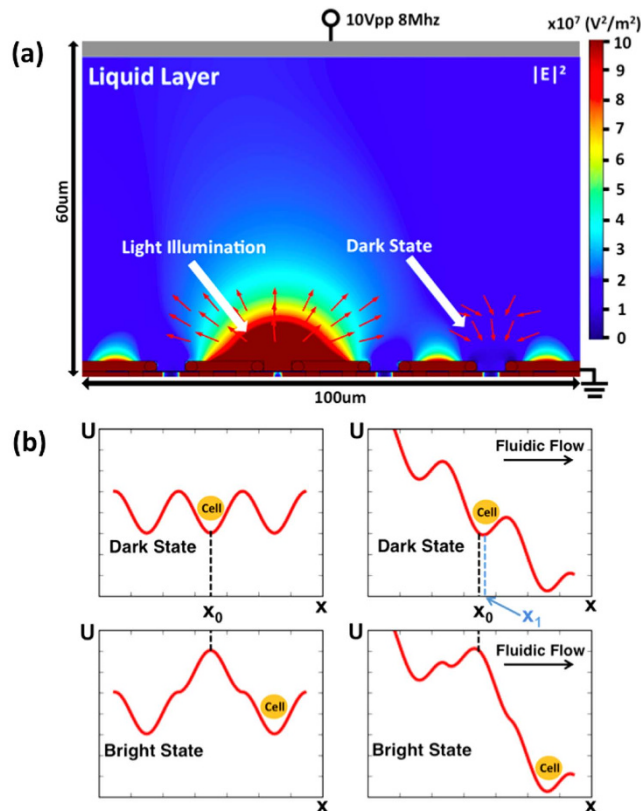 (a)
10Vpp 8Mhz
x10⁷ (V²/m²)
Liquid Layer
|E|²
10
9
8
7
6
5
4
3
2
1
0
60um
Light Illumination
Dark State
100um
(b)
U
Cell
Dark State
X₀
X
U
Fluidic Flow
Cell
Dark State
X₀
X₁
X
U
Cell
Bright State
X
U
Fluidic Flow
Bright State
Cell
X